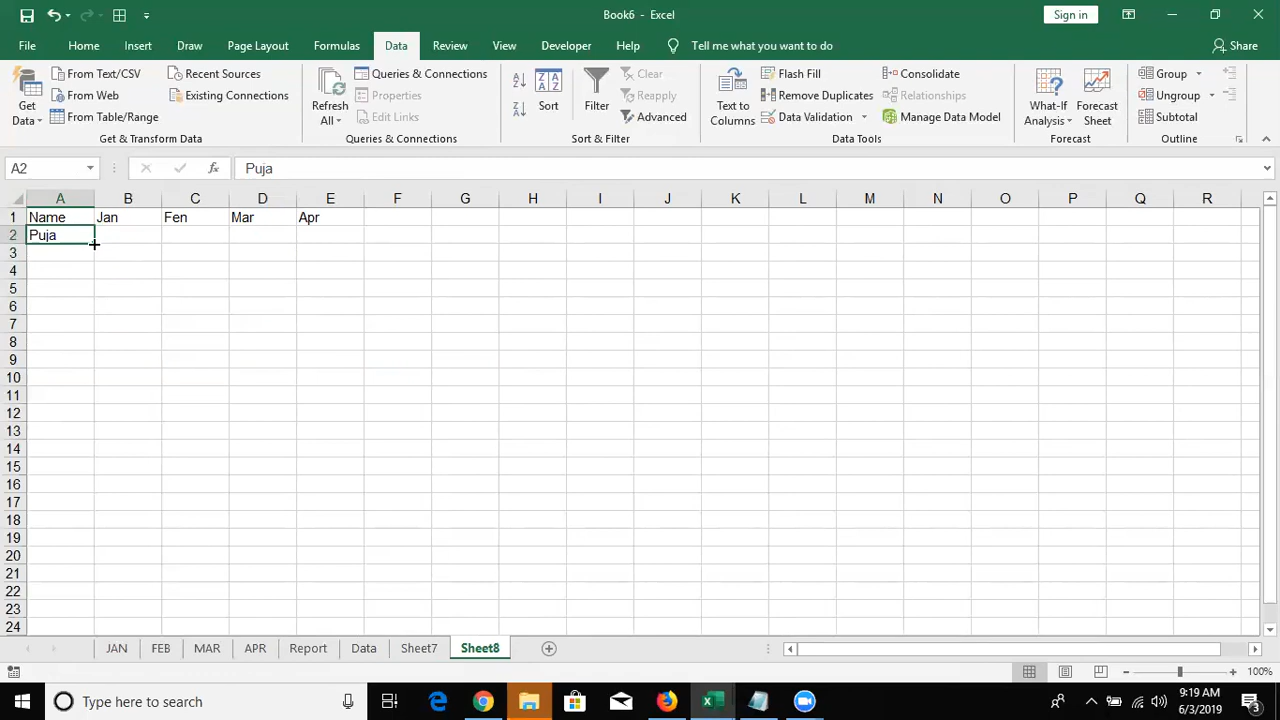 Book6 - Excel
Sign in
File Home Insert Draw Page Layout Formulas Data Review View Developer Help Tell me what you want to do Share
Get Data
From Text/CSV
From Web
From Table/Range
Recent Sources
Existing Connections
Get & Transform Data
Refresh All
Queries & Connections
Properties
Edit Links
Queries & Connections
A Z
Z A
Z A
A Z
Sort
Filter
Clear
Reapply
Advanced
Sort & Filter
Text to Columns
Flash Fill
Remove Duplicates
Data Validation
Consolidate
Relationships
Manage Data Model
Data Tools
What-If Analysis
Forecast Sheet
Forecast
Group
Ungroup
Subtotal
Outline
A2 fx Puja
A B C D E F G H I J K L M N O P Q R
1 Name Jan Fen Mar Apr
2 Puja
3
4
5
6
7
8
9
10
11
12
13
14
15
16
17
18
19
20
21
22
23
24
JAN FEB MAR APR Report Data Sheet7 Sheet8
100%
Type here to search
9:19 AM
6/3/2019
3